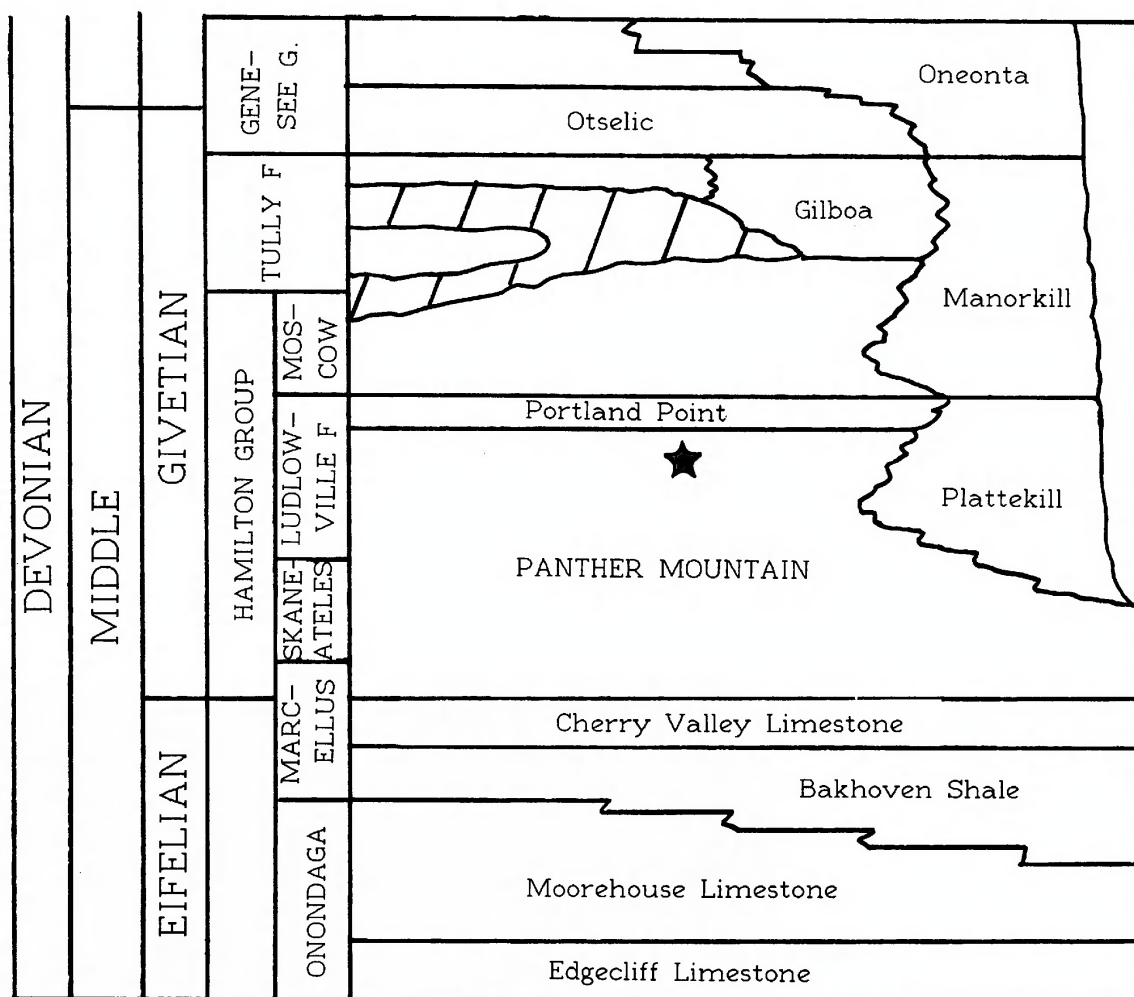 DEVONIAN
MIDDLE
GIVETIAN
EIFELIAN
GENE-
SEE G.
TULLY F
HAMILTON GROUP
MOS-
COW
LUDLOW-
VILLE F
SKANE-
ATELES
MARC-
ELLUS
ONONDAGA
Oneonta
Otselic
Gilboa
Manorkill
Portland Point
Plattekill
PANTHER MOUNTAIN
Cherry Valley Limestone
Bakhoven Shale
Moorehouse Limestone
Edgecliff Limestone